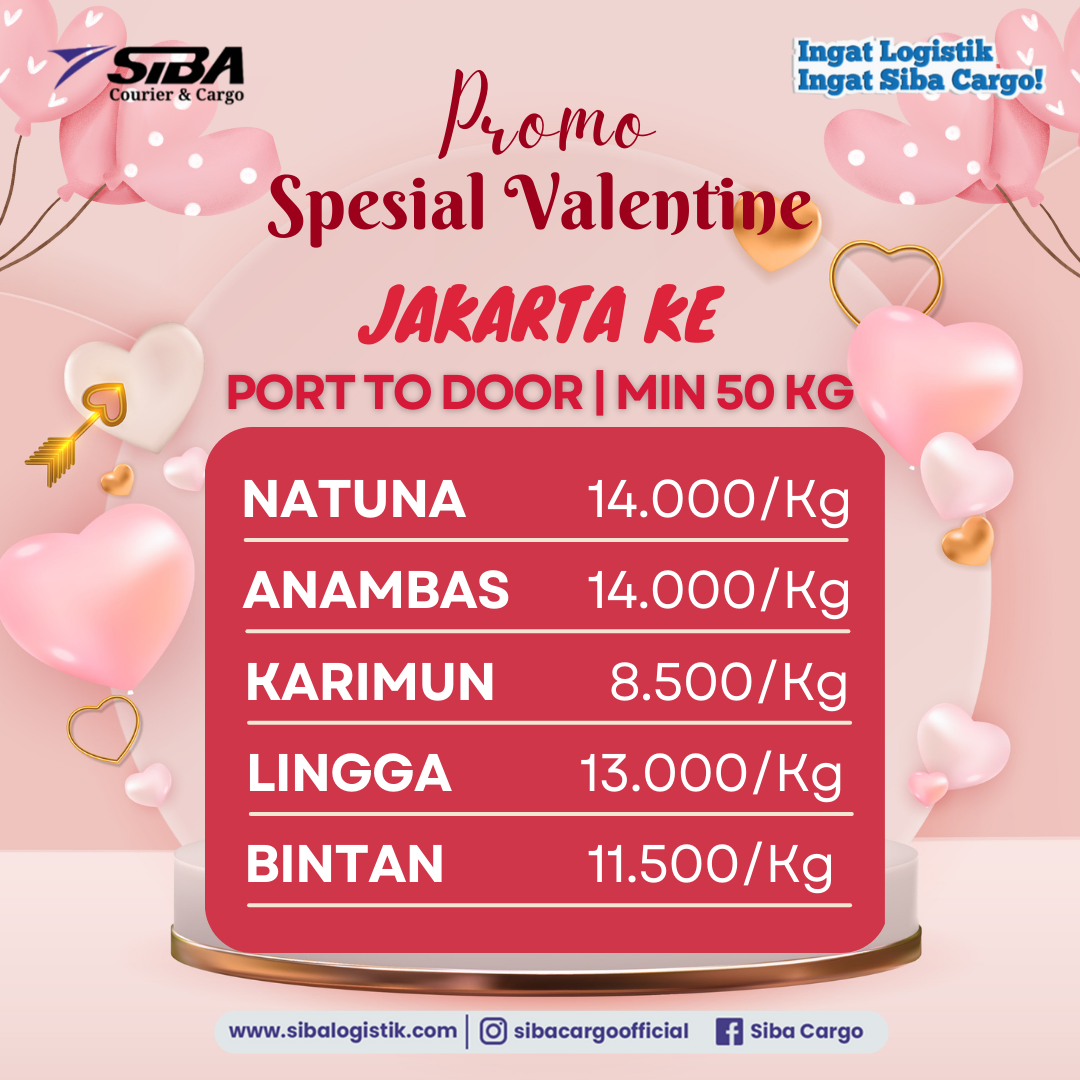 SIBA
Courier & Cargo
Ingat Logistik
Ingat Siba Cargo!
Promo
Spesial Valentine
JAKARTA KE
PORT TO DOOR | MIN 50 KG
NATUNA 14.000/Kg
ANAMBAS 14.000/Kg
KARIMUN 8.500/Kg
LINGGA 13.000/Kg
BINTAN 11.500/Kg
www.sibalogistik.com | sibacargoofficial Siba Cargo